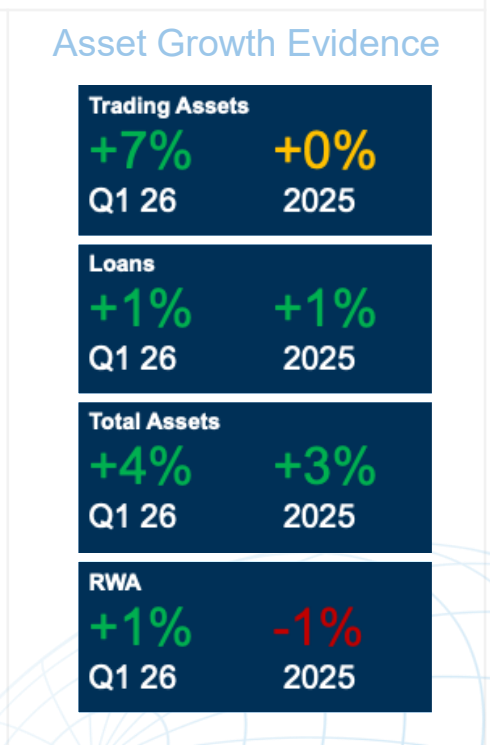 Asset Growth Evidence
Trading Assets
+7% +0%
Q1 26 2025
Loans
+1% +1%
Q1 26 2025
Total Assets
+4% +3%
Q1 26 2025
RWA
+1% -1%
Q1 26 2025